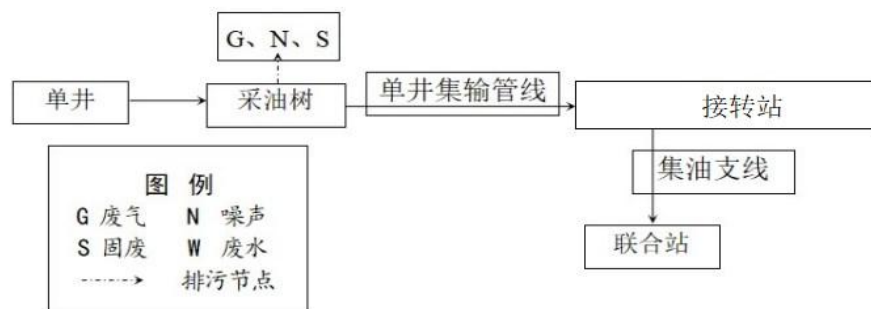 G、N、S
单井
采油树
单井集输管线
接转站
集油支线
联合站
图 例
G 废气 N 噪声
S 固废 W 废水
排污节点